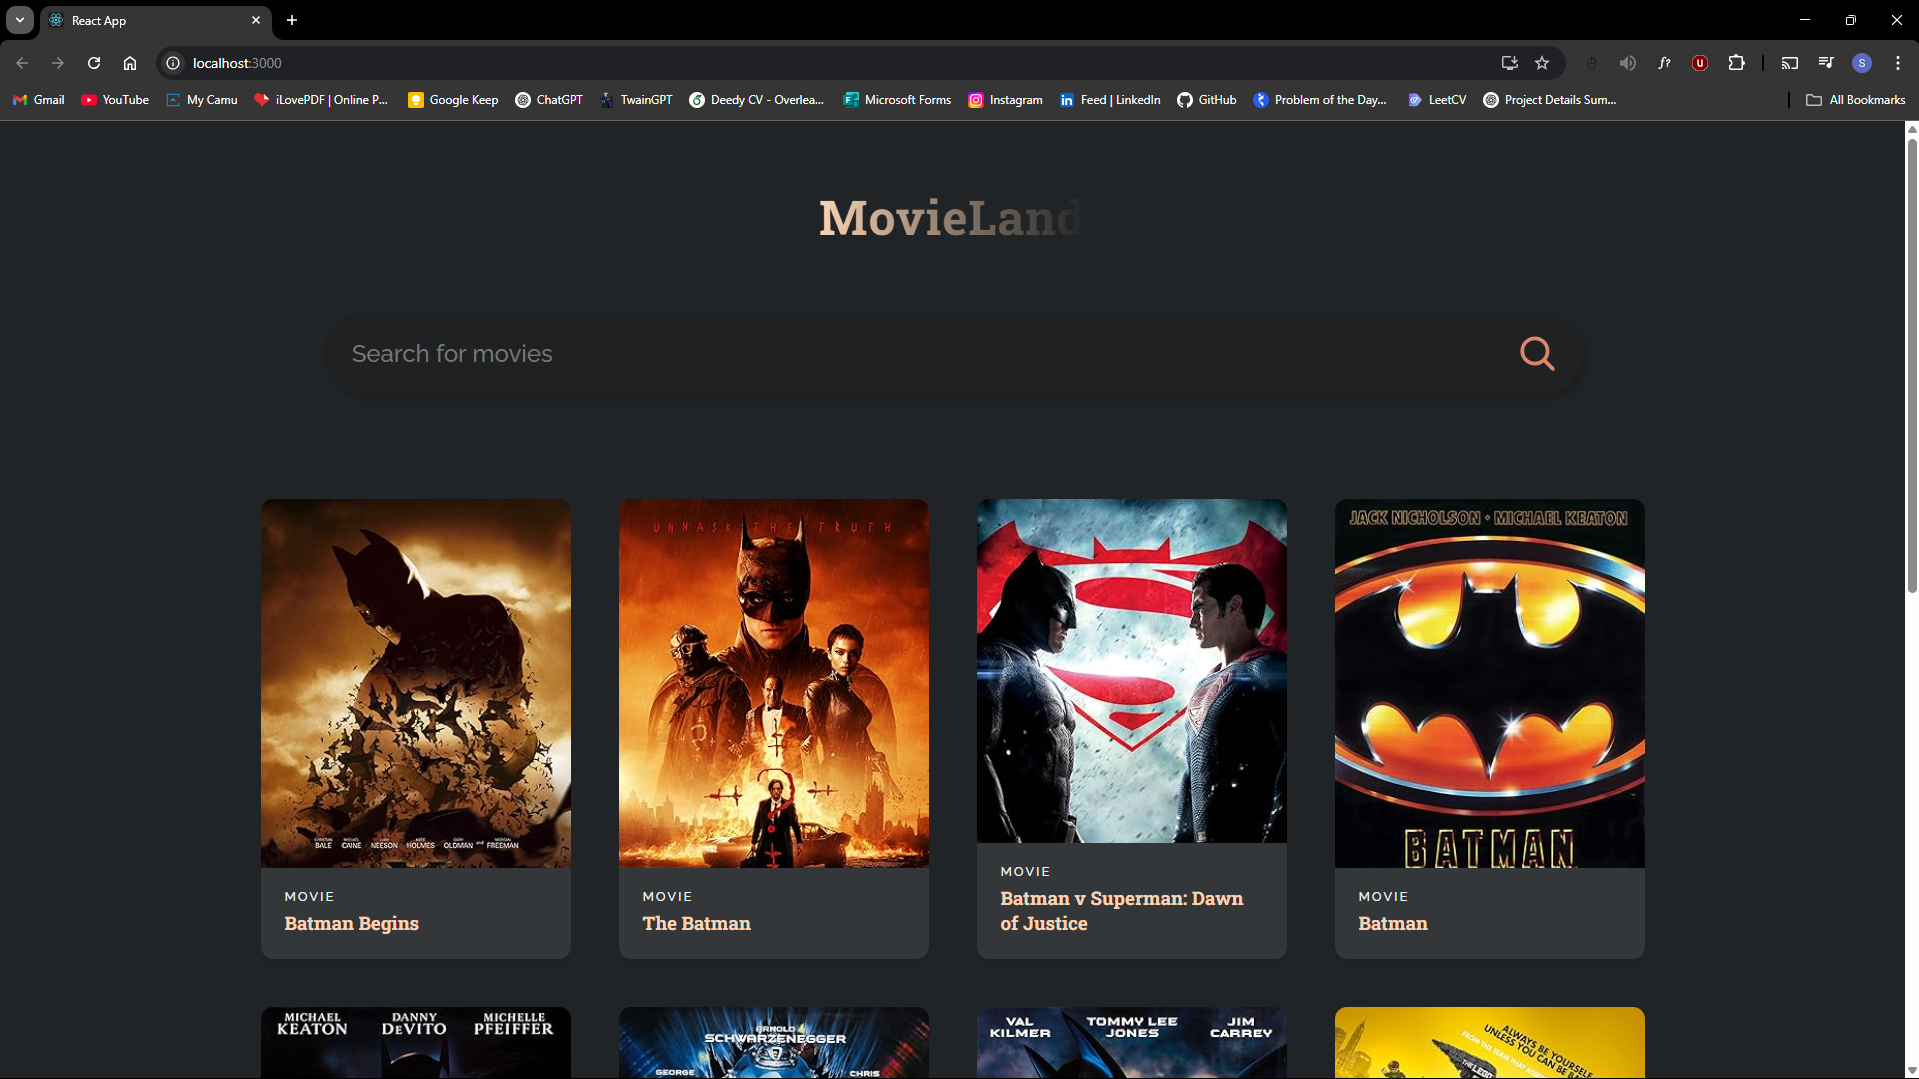 React App
localhost:3000
Gmail
YouTube
My Camu
iLovePDF | Online P...
Google Keep
ChatGPT
TwainGPT
Deedy CV - Overlea...
Microsoft Forms
Instagram
Feed | LinkedIn
GitHub
Problem of the Day...
LeetCV
Project Details Sum...
All Bookmarks
MovieLand
Search for movies
CHRISTIAN BALE MICHAEL CAINE LIAM NEESON KATIE HOLMES GARY OLDMAN and MORGAN FREEMAN
MOVIE
Batman Begins
UNMASK THE TRUTH
MOVIE
The Batman
MOVIE
Batman v Superman: Dawn
of Justice
JACK NICHOLSON • MICHAEL KEATON
BATMAN
MOVIE
Batman
MICHAEL KEATON DANNY DeVITO MICHELLE PFEIFFER
ARNOLD SCHWARZENEGGER
GEORGE
CHRIS
VAL KILMER TOMMY LEE JONES JIM CARREY
ALWAYS BE YOURSELF
UNLESS YOU CAN BE